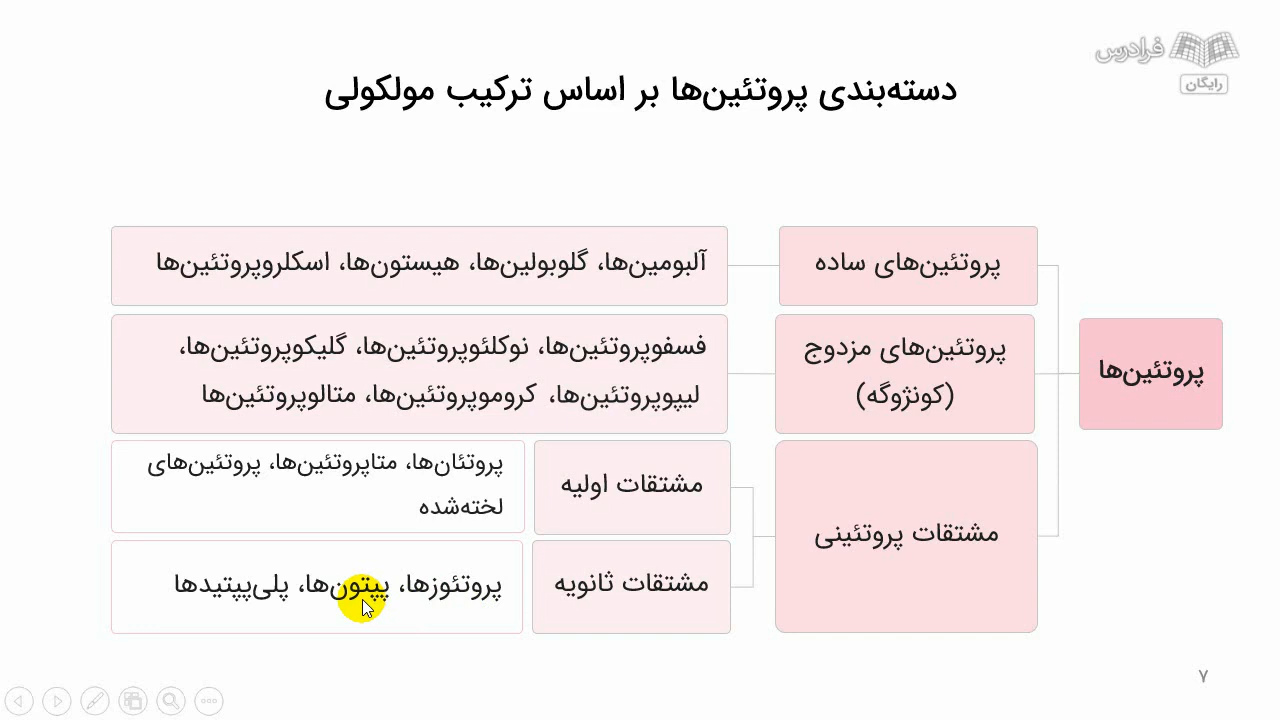 فرادرس
رایگان
دسته‌بندی پروتئین‌ها بر اساس ترکیب مولکولی
پروتئین‌ها
پروتئین‌های ساده
آلبومین‌ها، گلوبولین‌ها، هیستون‌ها، اسکلروپروتئین‌ها
پروتئین‌های مزدوج
(کونژوگه)
فسفوپروتئین‌ها، نوکلئوپروتئین‌ها، گلیکوپروتئین‌ها،
لیپوپروتئین‌ها، کروموپروتئین‌ها، متالوپروتئین‌ها
مشتقات پروتئینی
مشتقات اولیه
پروتئان‌ها، متاپروتئین‌ها، پروتئین‌های
لخته‌شده
مشتقات ثانویه
پروتئوزها، پپتون‌ها، پلی‌پپتیدها
۷